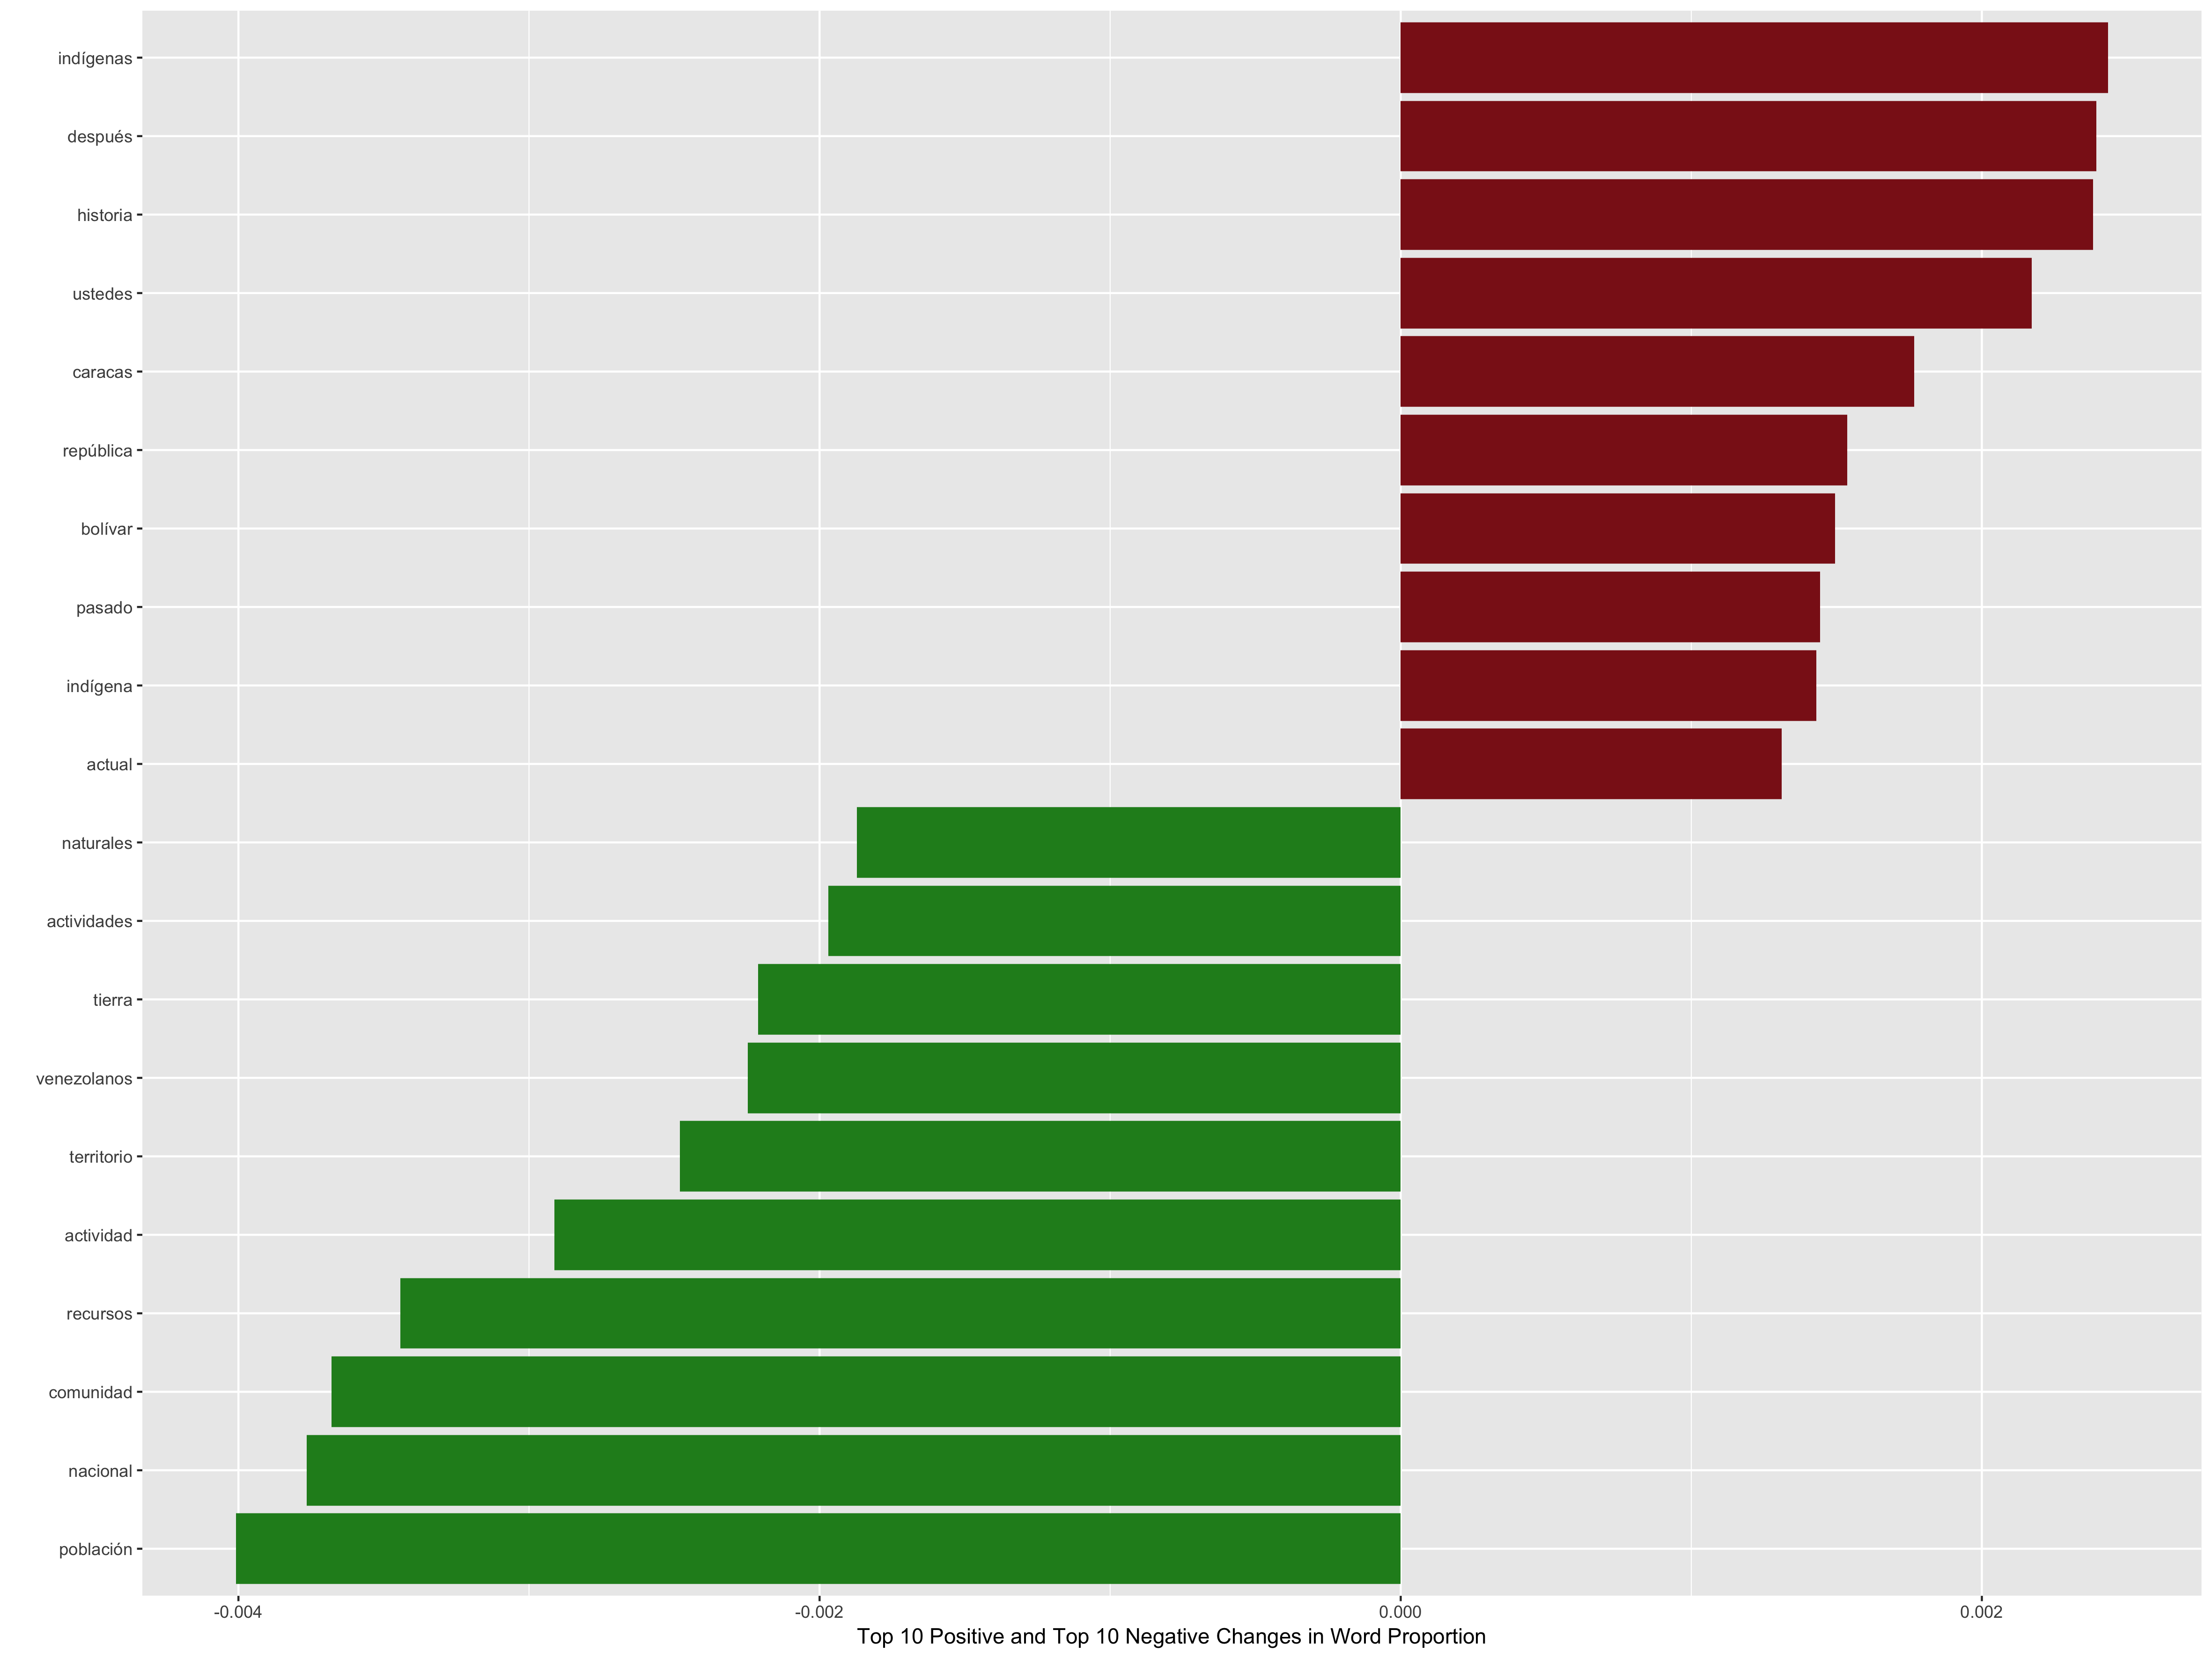 indígenas
después
historia
ustedes
caracas
república
bolívar
pasado
indígena
actual
naturales
actividades
tierra
venezolanos
territorio
actividad
recursos
comunidad
nacional
población
-0.004 -0.002 0.000 0.002
Top 10 Positive and Top 10 Negative Changes in Word Proportion